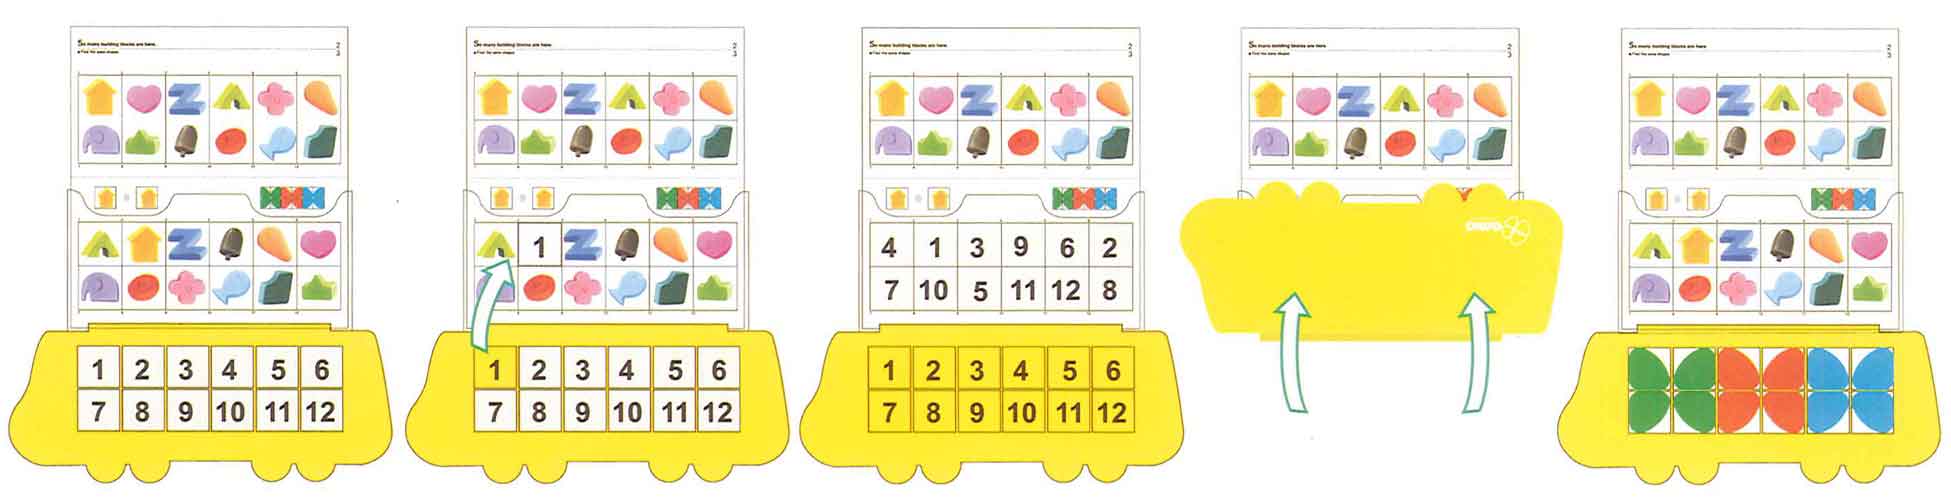 So many building blocks are here.
Find the same shapes
2
3
1 2 3 4 5 6
7 8 9 10 11 12
So many building blocks are here
Find the same shapes
2
3
1
1 2 3 4 5 6
7 8 9 10 11 12
So many building blocks are here
Find the same shapes
2
3
4 1 3 9 6 2
7 10 5 11 12 8
1 2 3 4 5 6
7 8 9 10 11 12
So many building blocks are here
Find the same shapes
2
3
So many building blocks are here
Find the same shapes
2
3